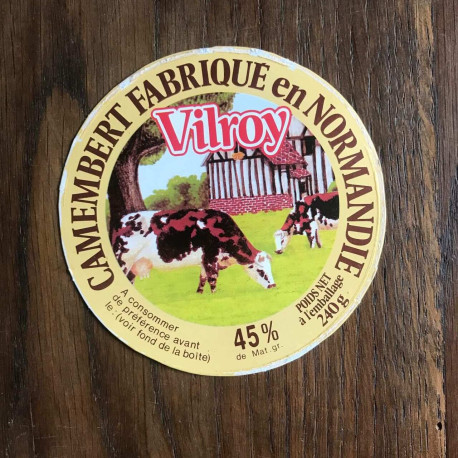 CAMEMBERT FABRIQUÉ en NORMANDIE
Vilroy
A consommer
de préférence avant
le : (voir fond de la boîte)
45%
de Mat. gr.
POIDS NET
à l'emballage
240 g